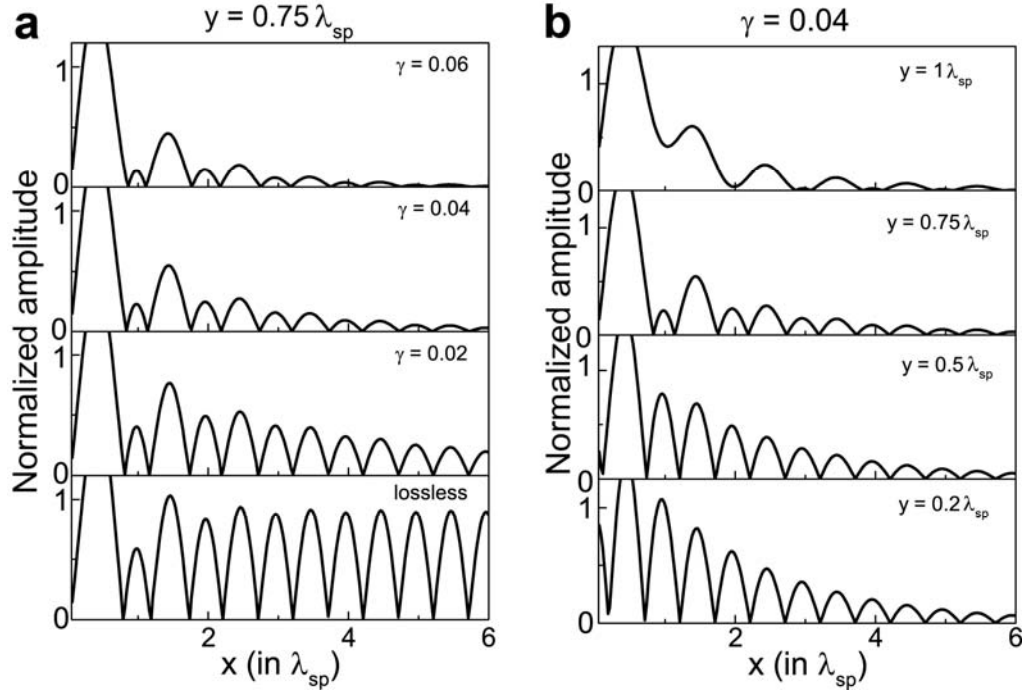 a
y = 0.75 λsp
γ = 0.06
1
0
γ = 0.04
1
0
γ = 0.02
1
0
lossless
1
0
2 4 6
x (in λsp)
Normalized amplitude
b
γ = 0.04
y = 1 λsp
1
0
y = 0.75 λsp
1
0
y = 0.5 λsp
1
0
y = 0.2 λsp
1
0
2 4 6
x (in λsp)
Normalized amplitude